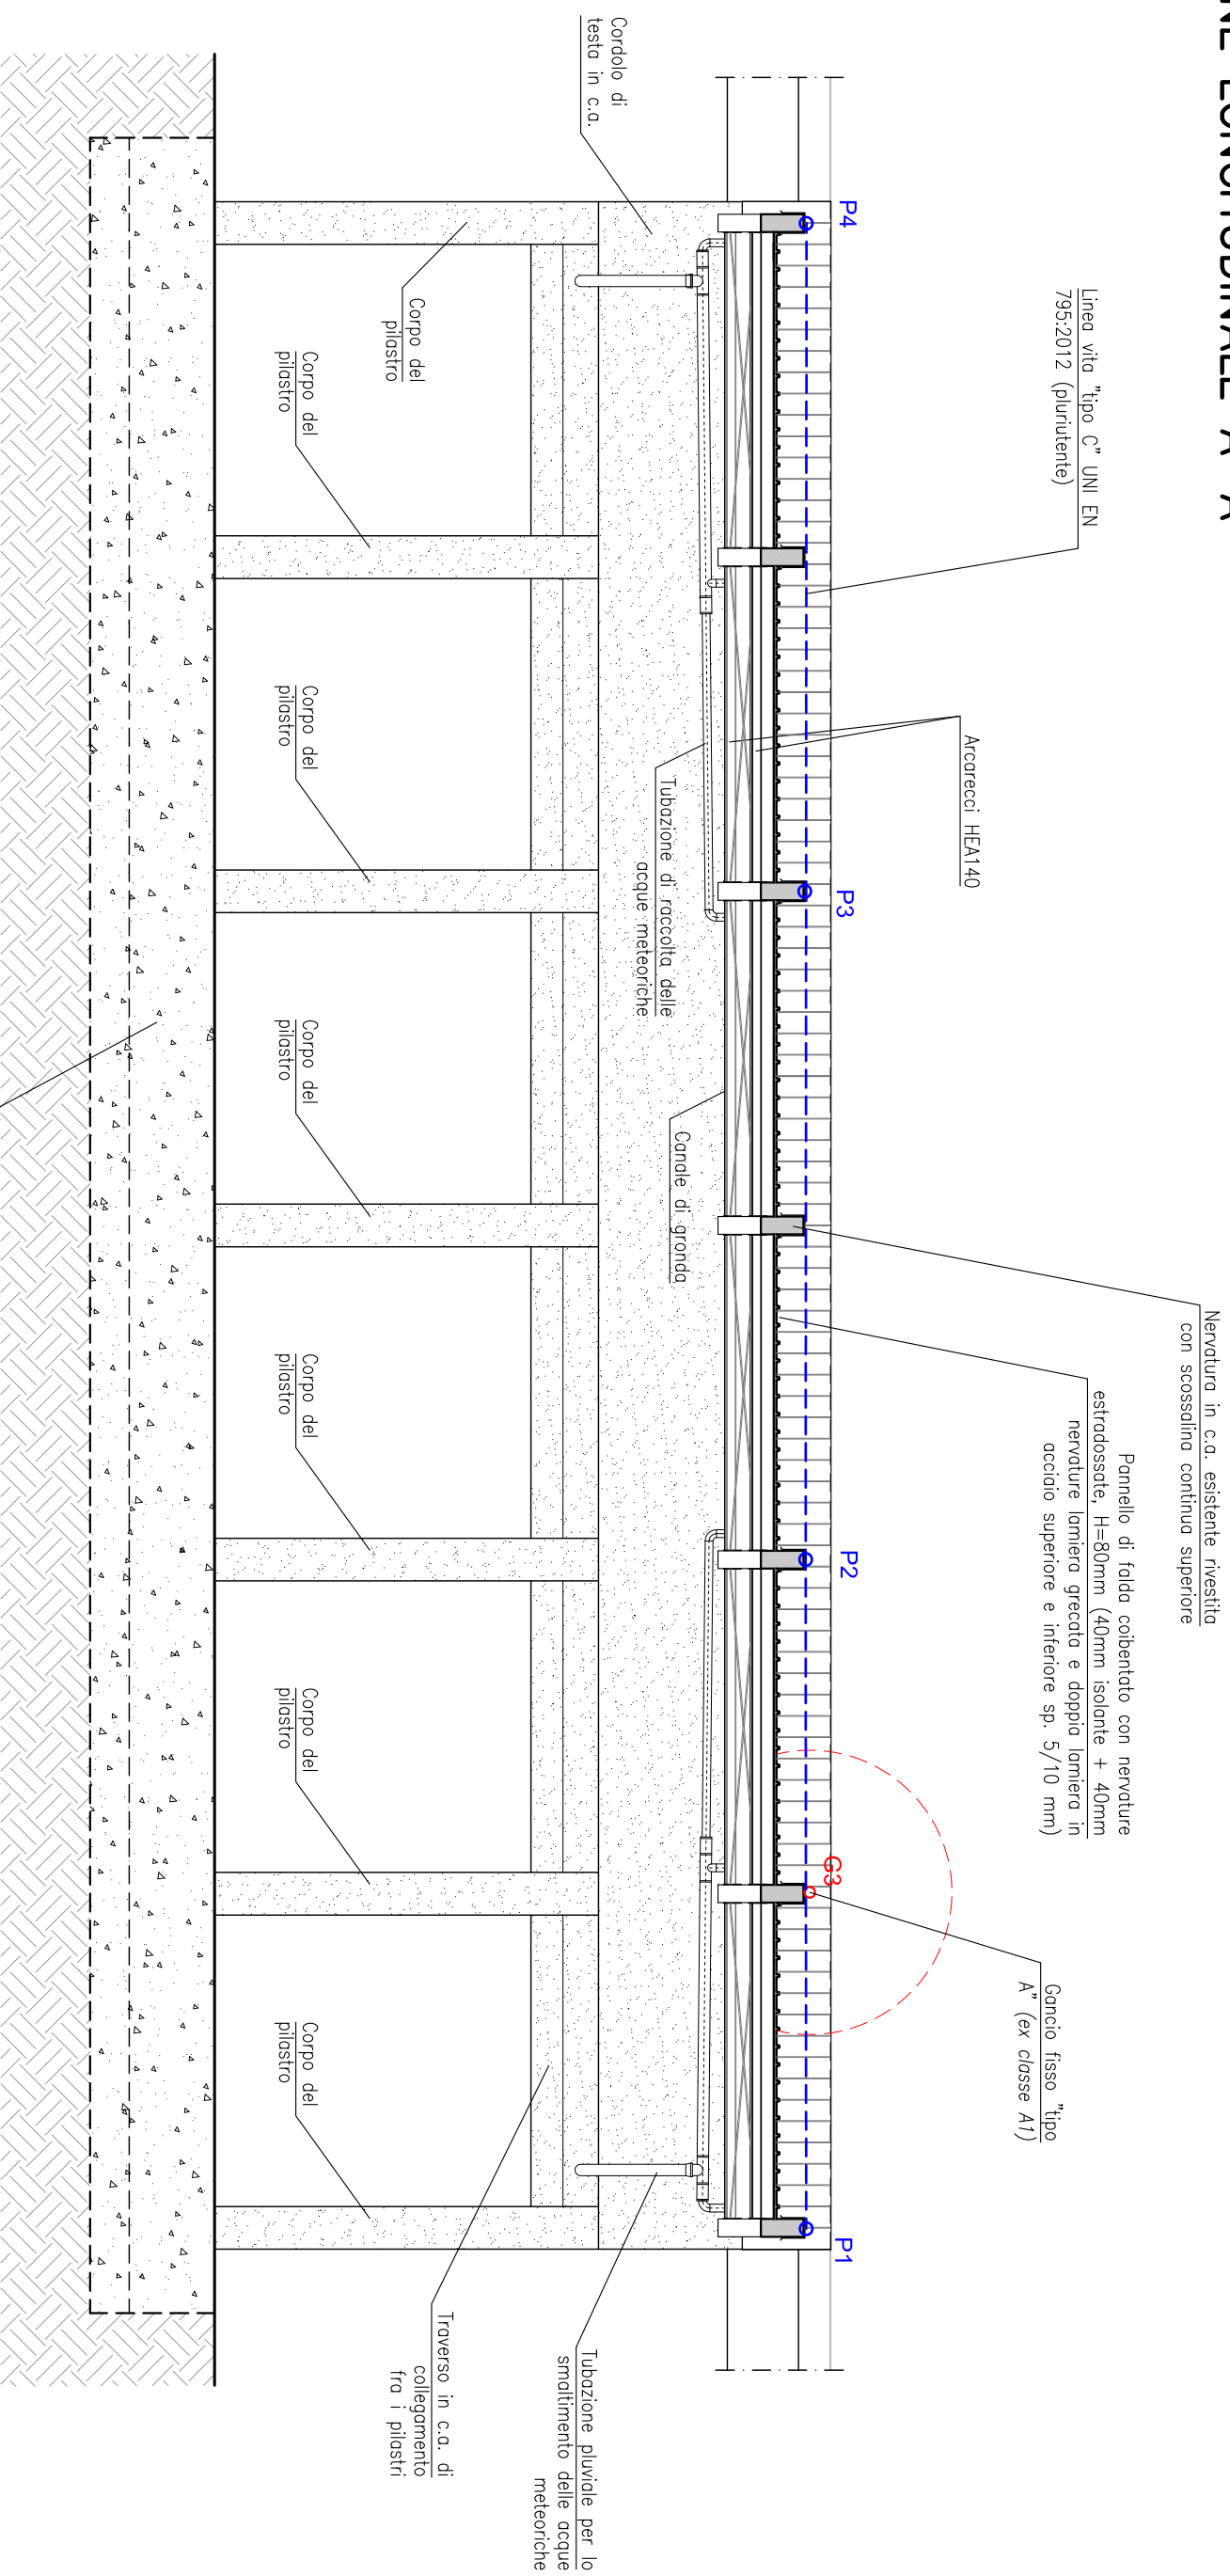 NE LONGITUDINALE A-A
Nervatura in c.a. esistente rivestita
con scossalina continua superiore
Pannello di falda coibentato con nervature
estradossate, H=80mm (40mm isolante + 40mm
nervature lamiera grecata e doppia lamiera in
acciaio superiore e inferiore sp. 5/10 mm)
Linea vita "tipo C" UNI EN
795:2012 (pluriutente)
Gancio fisso "tipo
A" (ex classe A1)
Arcarecci HEA140
P4
P3
P2
G3
P1
Canale di gronda
Tubazione di raccolta delle
acque meteoriche
Cordolo di
testa in c.a.
Tubazione pluviale per lo
smaltimento delle acque
meteoriche
Traverso in c.a. di
collegamento
fra i pilastri
Corpo del
pilastro
Corpo del
pilastro
Corpo del
pilastro
Corpo del
pilastro
Corpo del
pilastro
Corpo del
pilastro
Corpo del
pilastro